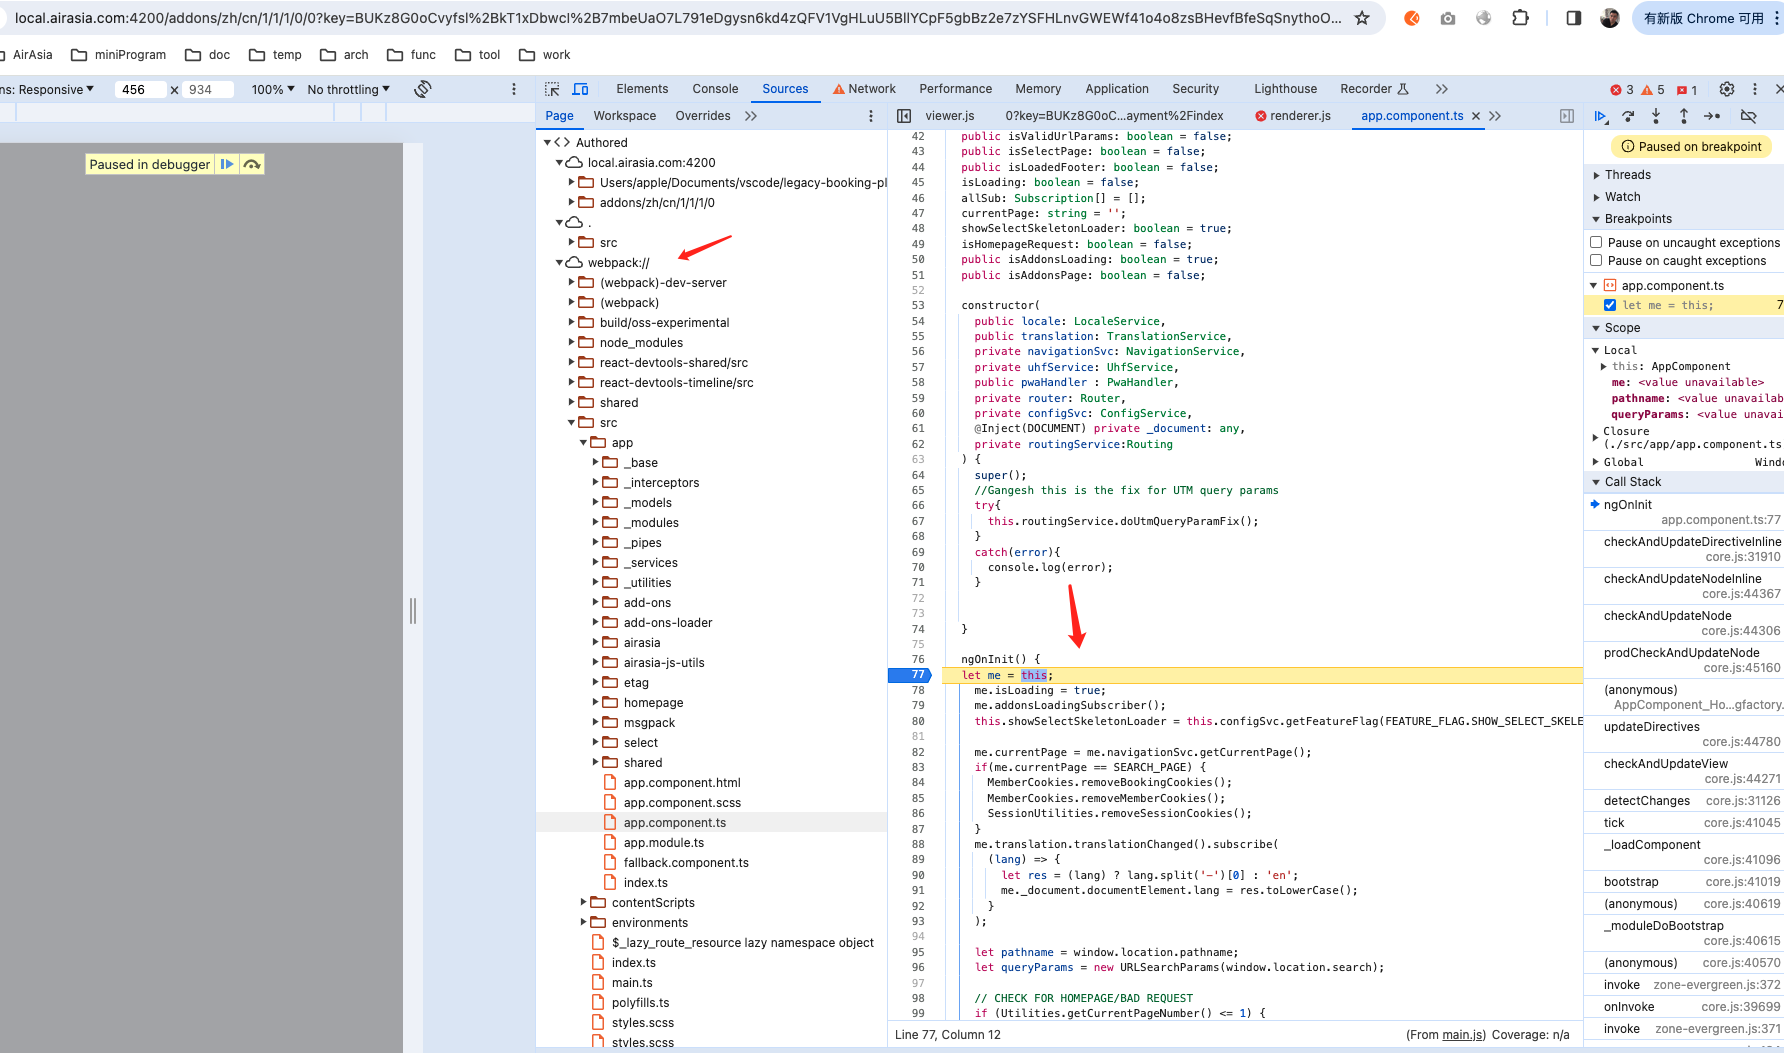 local.airasia.com:4200/addons/zh/cn/1/1/1/0/0?key=BUKz8G0oCvyfsl%2BkT1xDbwcl%2B7mbeUaO7L791eDgysn6kd4zQFV1VgHLuU5BllYCpF5gbBz2e7zYSFHLnvGWEWf41o4o8zsBHevfBfeSqSnythoO...
有新版 Chrome 可用
AirAsia miniProgram doc temp arch func tool work
ns: Responsive 456 x 934 100% No throttling
Elements Console Sources Network Performance Memory Application Security Lighthouse Recorder 3 5 1
Page Workspace Overrides
viewer.js 0?key=BUKz8G0oC...ayment%2Findex renderer.js app.component.ts
Paused in debugger
Authored
local.airasia.com:4200
Users/apple/Documents/vscode/legacy-booking-pl
addons/zh/cn/1/1/1/0
.
src
webpack://
(webpack)-dev-server
(webpack)
build/oss-experimental
node_modules
react-devtools-shared/src
react-devtools-timeline/src
shared
src
app
_base
_interceptors
_models
_modules
_pipes
_services
_utilities
add-ons
add-ons-loader
airasia
airasia-js-utils
etag
homepage
msgpack
select
shared
app.component.html
app.component.scss
app.component.ts
app.module.ts
fallback.component.ts
index.ts
contentScripts
environments
$_lazy_route_resource lazy namespace object
index.ts
main.ts
polyfills.ts
styles.scss
styles.scss
42 public isValidUrlParams: boolean = false;
43 public isSelectPage: boolean = false;
44 public isLoadedFooter: boolean = false;
45 isLoading: boolean = false;
46 allSub: Subscription[] = [];
47 currentPage: string = '';
48 showSelectSkeletonLoader: boolean = true;
49 isHomepageRequest: boolean = false;
50 public isAddonsLoading: boolean = true;
51 public isAddonsPage: boolean = false;
52
53 constructor(
54 public locale: LocaleService,
55 public translation: TranslationService,
56 private navigationSvc: NavigationService,
57 private uhfService: UhfService,
58 public pwaHandler : PwaHandler,
59 private router: Router,
60 private configSvc: ConfigService,
61 @Inject(DOCUMENT) private _document: any,
62 private routingService:Routing
63 ) {
64 super();
65 //Gangesh this is the fix for UTM query params
66 try{
67 this.routingService.doUtmQueryParamFix();
68 }
69 catch(error){
70 console.log(error);
71 }
72
73
74 }
75
76 ngOnInit() {
77 let me = this;
78 me.isLoading = true;
79 me.addonsLoadingSubscriber();
80 this.showSelectSkeletonLoader = this.configSvc.getFeatureFlag(FEATURE_FLAG.SHOW_SELECT_SKELE
81
82 me.currentPage = me.navigationSvc.getCurrentPage();
83 if(me.currentPage == SEARCH_PAGE) {
84 MemberCookies.removeBookingCookies();
85 MemberCookies.removeMemberCookies();
86 SessionUtilities.removeSessionCookies();
87 }
88 me.translation.translationChanged().subscribe(
89 (lang) => {
90 let res = (lang) ? lang.split('-')[0] : 'en';
91 me._document.documentElement.lang = res.toLowerCase();
92 }
93 );
94
95 let pathname = window.location.pathname;
96 let queryParams = new URLSearchParams(window.location.search);
97
98 // CHECK FOR HOMEPAGE/BAD REQUEST
99 if (Utilities.getCurrentPageNumber() <= 1) {
Line 77, Column 12 (From main.js) Coverage: n/a
Paused on breakpoint
Threads
Watch
Breakpoints
Pause on uncaught exceptions
Pause on caught exceptions
app.component.ts
let me = this; 7
Scope
Local
this: AppComponent
me: <value unavailable>
pathname: <value unavailab
queryParams: <value unavai
Closure
(./src/app/app.component.ts
Global Windo
Call Stack
ngOnInit
app.component.ts:77
checkAndUpdateDirectiveInline
core.js:31910
checkAndUpdateNodeInline
core.js:44367
checkAndUpdateNode
core.js:44306
prodCheckAndUpdateNode
core.js:45160
(anonymous)
AppComponent_Ho...gfactory.
updateDirectives
core.js:44780
checkAndUpdateView
core.js:44271
detectChanges core.js:31126
tick core.js:41045
_loadComponent
core.js:41096
bootstrap core.js:41019
(anonymous) core.js:40619
_moduleDoBootstrap
core.js:40615
(anonymous) core.js:40570
invoke zone-evergreen.js:372
onInvoke core.js:39699
invoke zone-evergreen.js:371